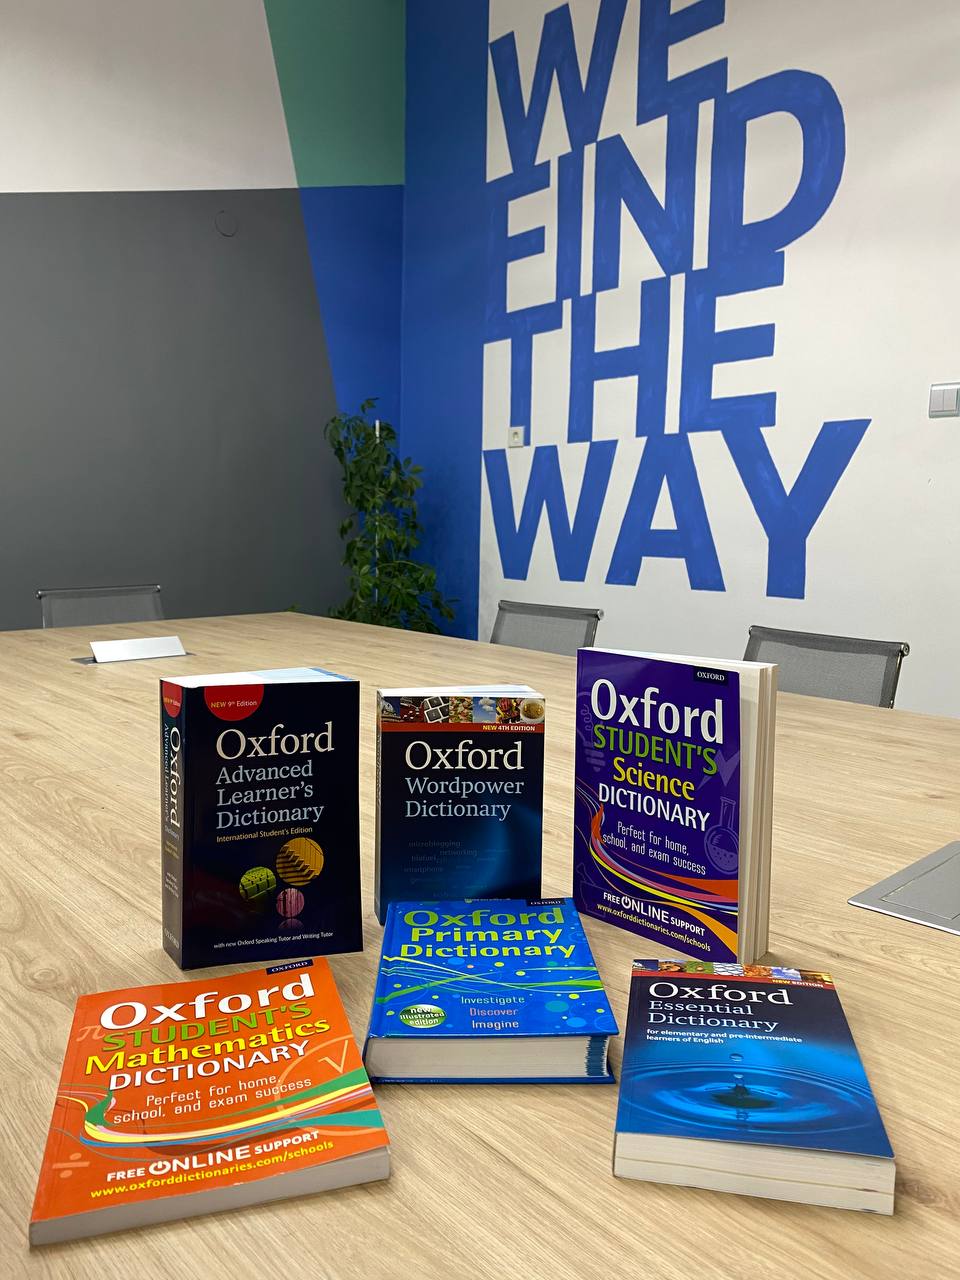 WE
FIND
THE
WAY
NEW 9th Edition
Oxford
Advanced
Learner's
Dictionary
International Student's Edition
with new Oxford Speaking Tutor and Writing Tutor
Oxford
Advanced Learner's
Dictionary
OXFORD
NEW 4TH EDITION
Oxford
Wordpower
Dictionary
microblogging
networking
biofuel
smartphone
OXFORD
Oxford
STUDENT'S
Science
DICTIONARY
Perfect for home,
school, and exam success
FREE ONLINE SUPPORT
www.oxforddictionaries.com/schools
OXFORD
Oxford
STUDENT'S
Mathematics
DICTIONARY
Perfect for home,
school, and exam success
FREE ONLINE SUPPORT
www.oxforddictionaries.com/schools
OXFORD
Oxford
Primary
Dictionary
Investigate
Discover
Imagine
new
illustrated
edition
NEW EDITION
Oxford
Essential
Dictionary
for elementary and pre-intermediate
learners of English